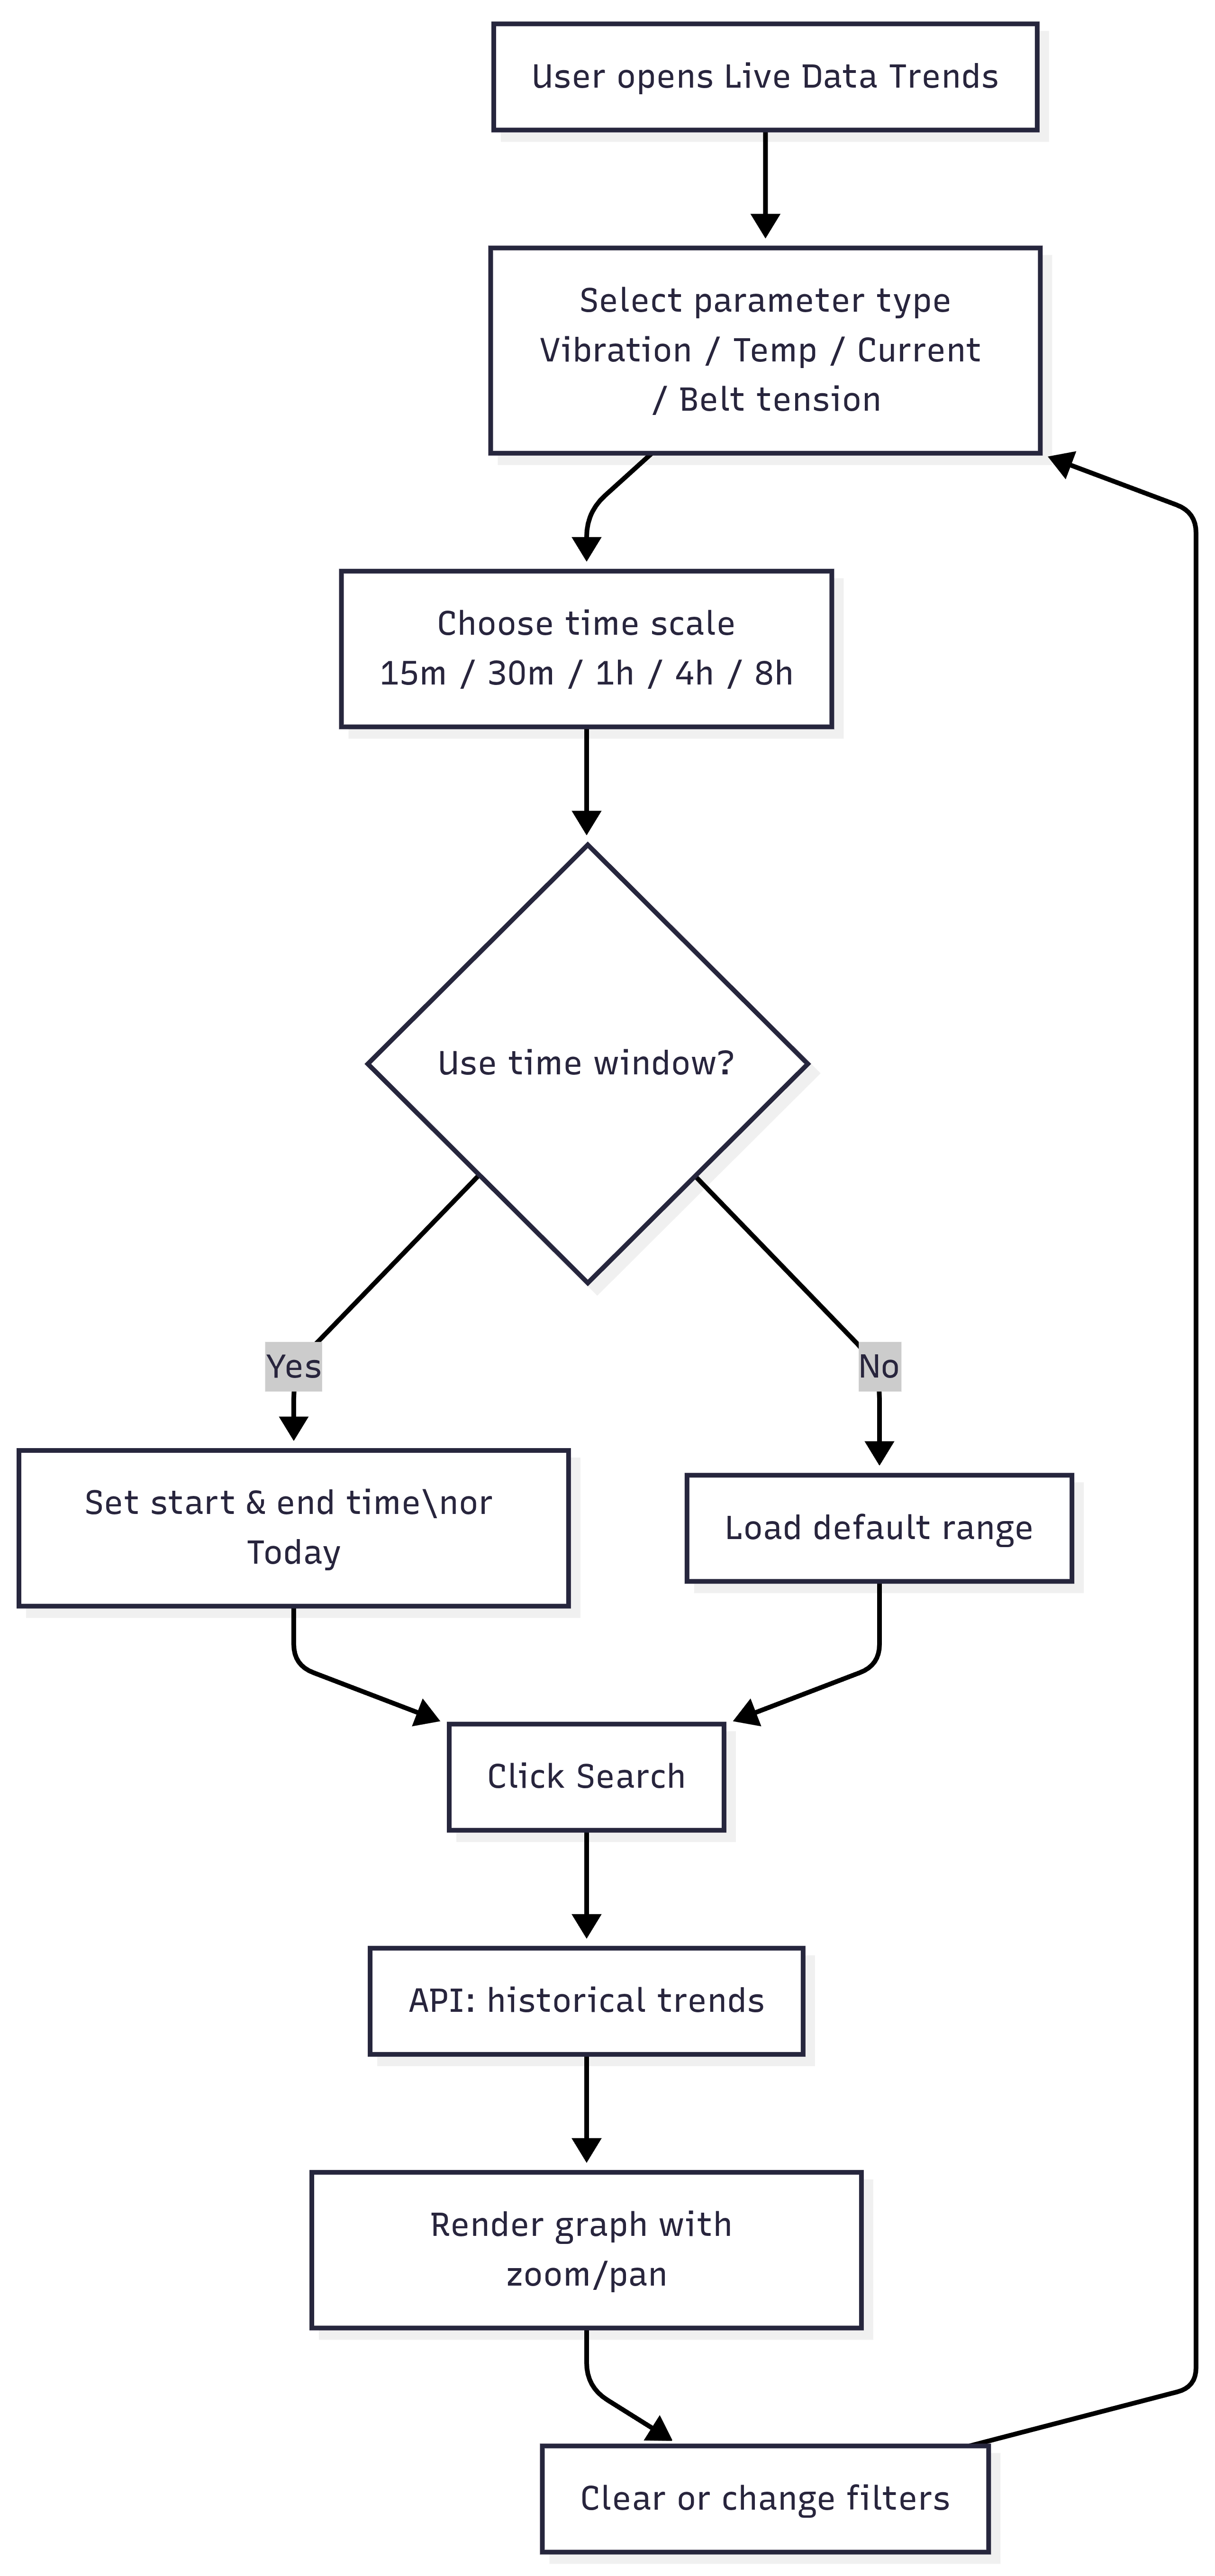 User opens Live Data Trends
Select parameter type
Vibration / Temp / Current
/ Belt tension
Choose time scale
15m / 30m / 1h / 4h / 8h
Use time window?
Yes
No
Set start & end time\nor
Today
Load default range
Click Search
API: historical trends
Render graph with
zoom/pan
Clear or change filters